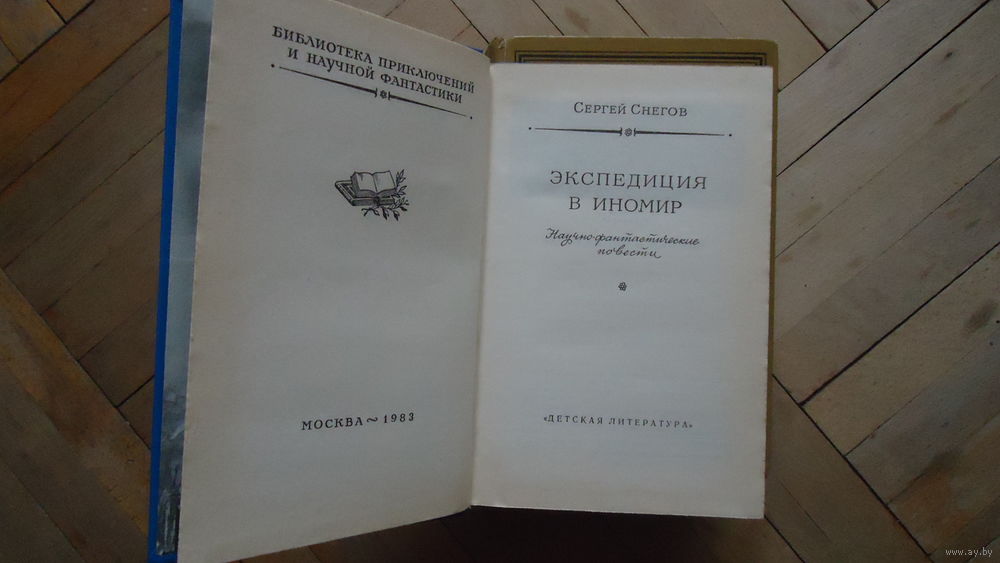 БИБЛИОТЕКА ПРИКЛЮЧЕНИЙ
И НАУЧНОЙ ФАНТАСТИКИ
МОСКВА ~ 1983
СЕРГЕЙ СНЕГОВ
ЭКСПЕДИЦИЯ
В ИНОМИР
Научно-фантастические
повести
«ДЕТСКАЯ ЛИТЕРАТУРА»
www.ay.by